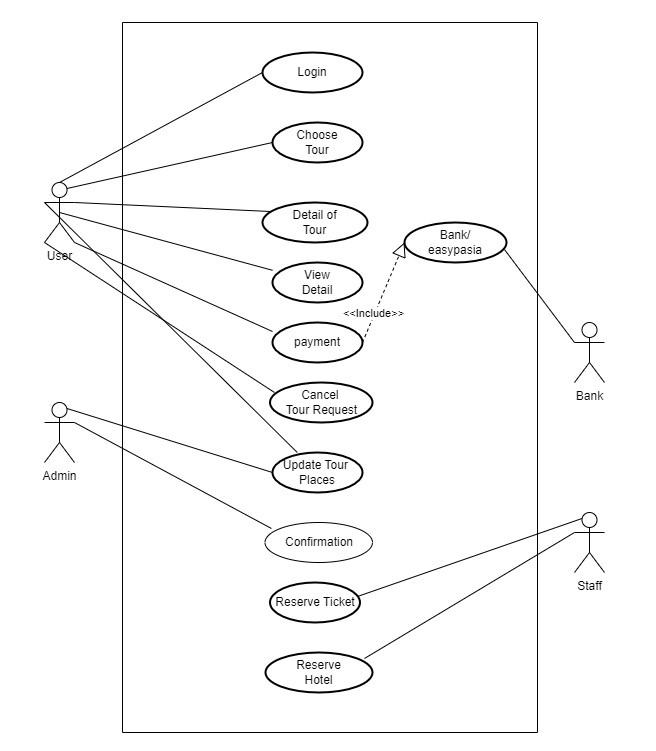 Login
Choose
Tour
Detail of
Tour
Bank/
easypasia
User
View
Detail
<<Include>>
payment
Bank
Cancel
Tour Request
Admin
Update Tour
Places
Confirmation
Staff
Reserve Ticket
Reserve
Hotel